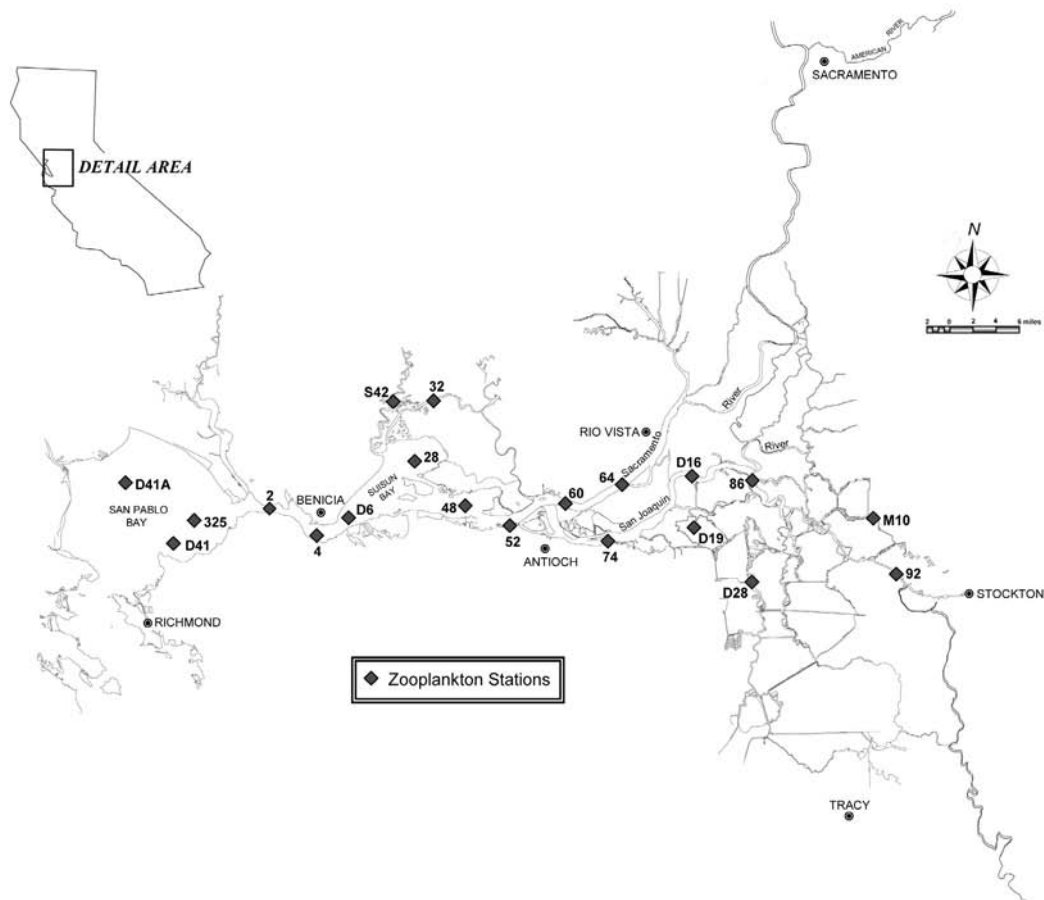 AMERICAN
RIVER
SACRAMENTO
DETAIL AREA
N
2 0 2 4 6 miles
S42
32
River
RIO VISTA
Sacramento
River
28
D16
D41A
SUISUN
BAY
64
86
2
BENICIA
60
SAN PABLO
BAY
325
D6
48
San Joaquin
M10
D41
4
52
ANTIOCH
74
D19
92
D28
STOCKTON
RICHMOND
Zooplankton Stations
TRACY